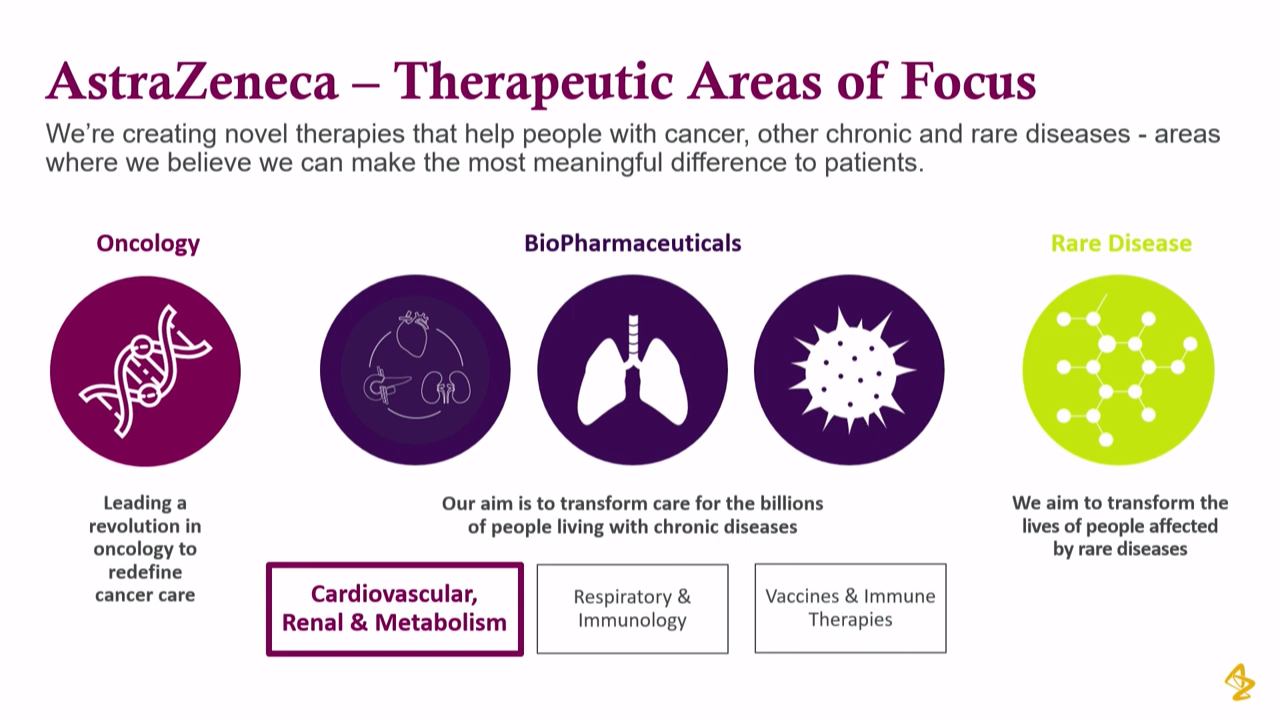 AstraZeneca – Therapeutic Areas of Focus
We’re creating novel therapies that help people with cancer, other chronic and rare diseases - areas
where we believe we can make the most meaningful difference to patients.
Oncology
BioPharmaceuticals
Rare Disease
Leading a
revolution in
oncology to
redefine
cancer care
Our aim is to transform care for the billions
of people living with chronic diseases
We aim to transform the
lives of people affected
by rare diseases
Cardiovascular,
Renal & Metabolism
Respiratory &
Immunology
Vaccines & Immune
Therapies